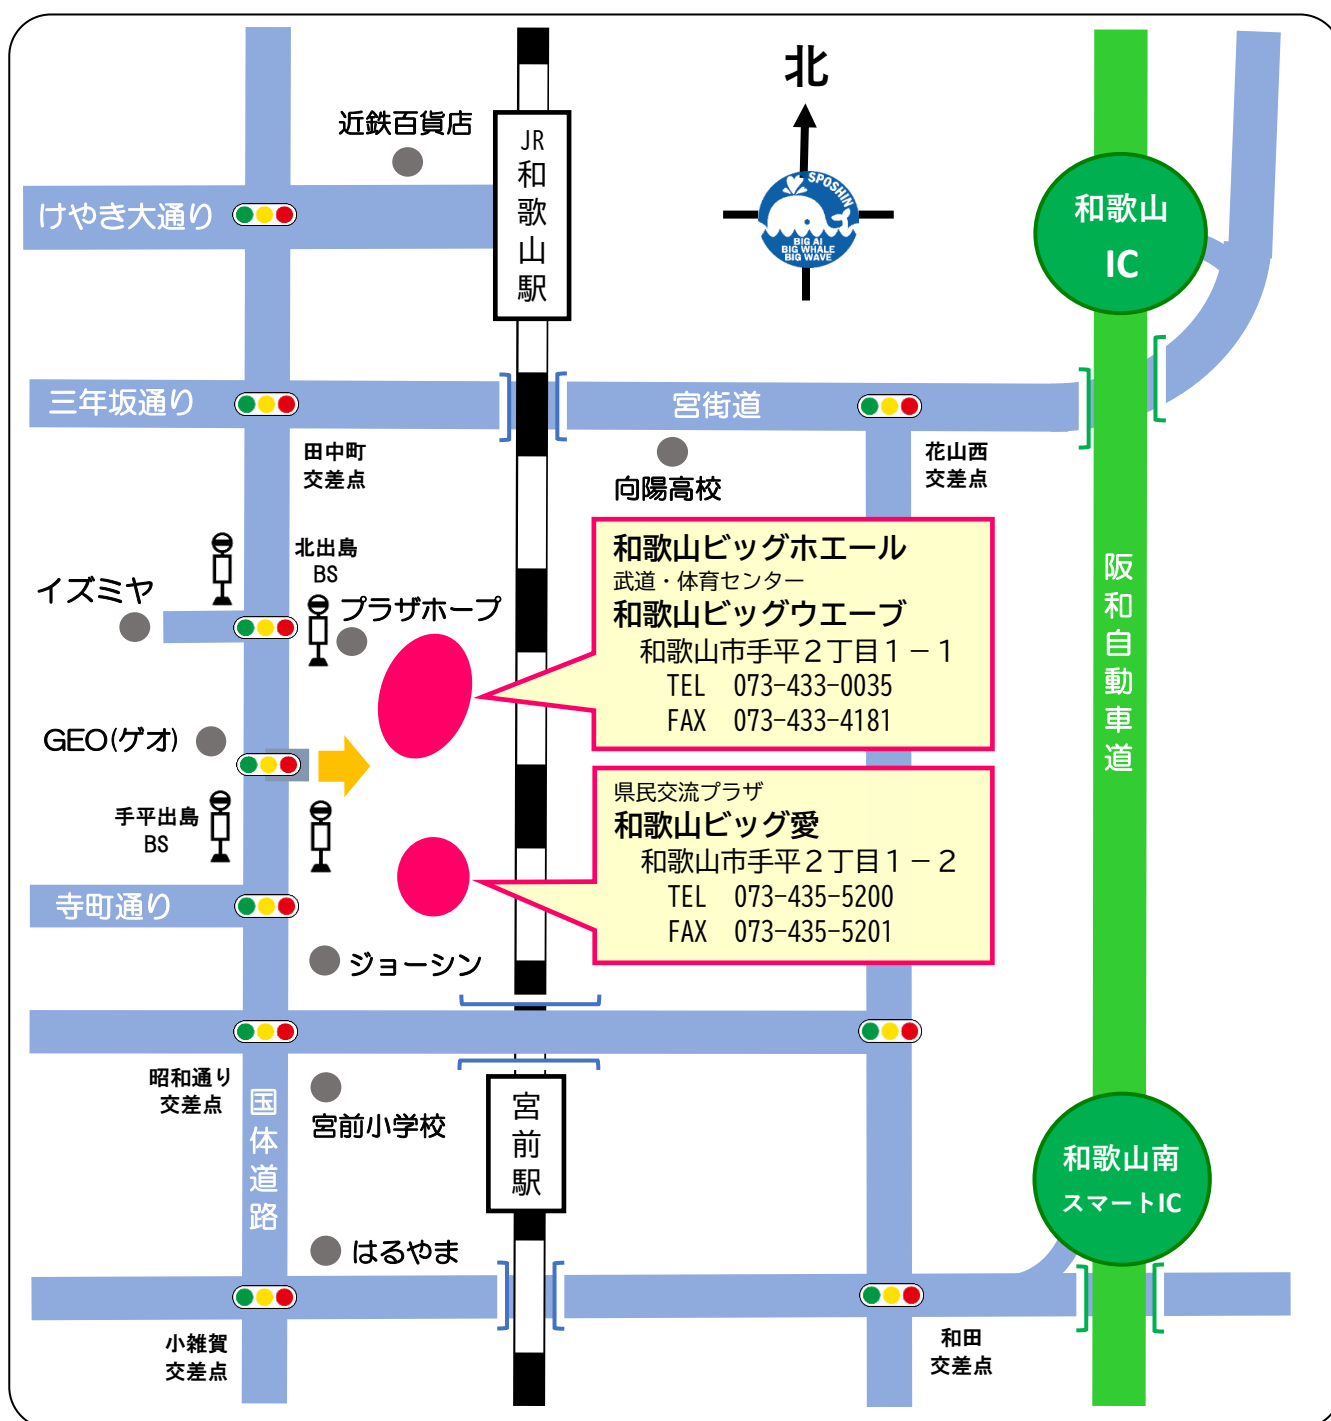 北
SPOSHIN
BIG AI
BIG WHALE
BIG WAVE
近鉄百貨店
JR
和歌山駅
けやき大通り
和歌山
IC
三年坂通り
宮街道
田中町
交差点
花山西
交差点
向陽高校
北出島
BS
イズミヤ
プラザホープ
和歌山ビッグホエール
武道・体育センター
和歌山ビッグウエーブ
和歌山市手平2丁目1-1
TEL 073-433-0035
FAX 073-433-4181
阪和自動車道
GEO(ゲオ)
手平出島
BS
県民交流プラザ
和歌山ビッグ愛
和歌山市手平2丁目1-2
TEL 073-435-5200
FAX 073-435-5201
寺町通り
ジョーシン
昭和通り
交差点
国体道路
宮前小学校
宮前駅
和歌山南
スマートIC
はるやま
小雑賀
交差点
和田
交差点